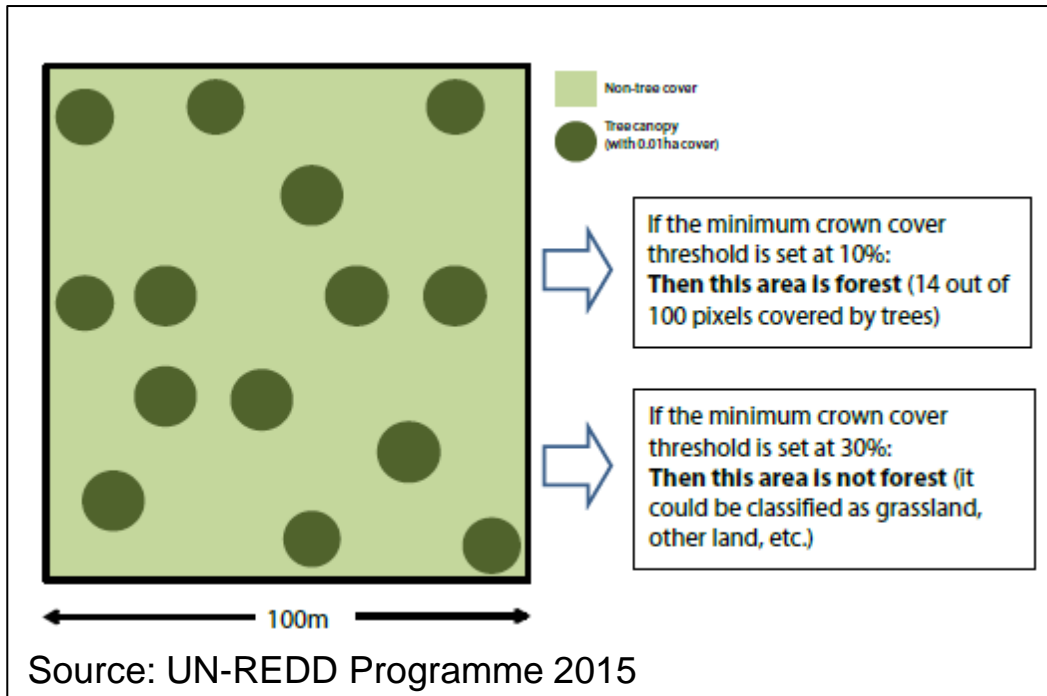 Non-tree cover
Tree canopy
(with 0.01ha cover)
If the minimum crown cover
threshold is set at 10%:
Then this area is forest (14 out of
100 pixels covered by trees)
If the minimum crown cover
threshold is set at 30%:
Then this area is not forest (it
could be classified as grassland,
other land, etc.)
100m
Source: UN-REDD Programme 2015